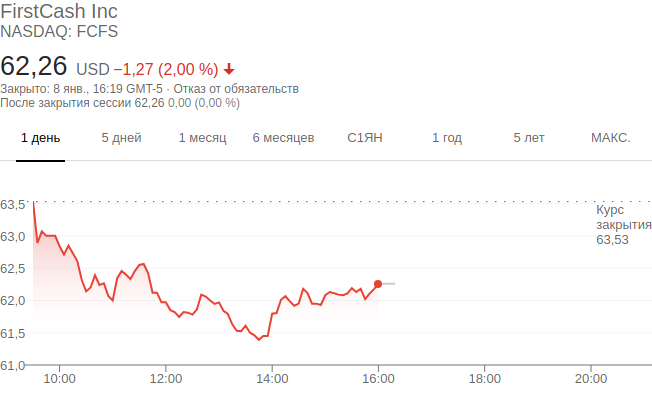 FirstCash Inc
NASDAQ: FCFS
62,26 USD −1,27 (2,00 %)
Закрыто: 8 янв., 16:19 GMT-5 · Отказ от обязательств
После закрытия сессии 62,26 0,00 (0,00 %)
1 день 5 дней 1 месяц 6 месяцев С1ЯН 1 год 5 лет МАКС.
63,5
63,0
62,5
62,0
61,5
61,0
Курс
закрытия
63,53
10:00 12:00 14:00 16:00 18:00 20:00